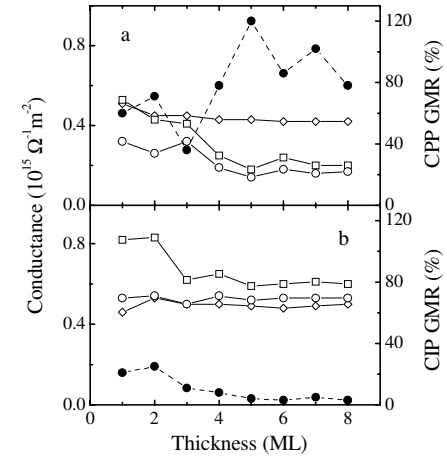 a
0.8
0.4
0.0
120
80
40
0
b
0.8
0.4
0.0
120
80
40
0
0 2 4 6 8
Conductance (10¹⁵ Ω⁻¹m⁻²)
CPP GMR (%)
CIP GMR (%)
Thickness (ML)